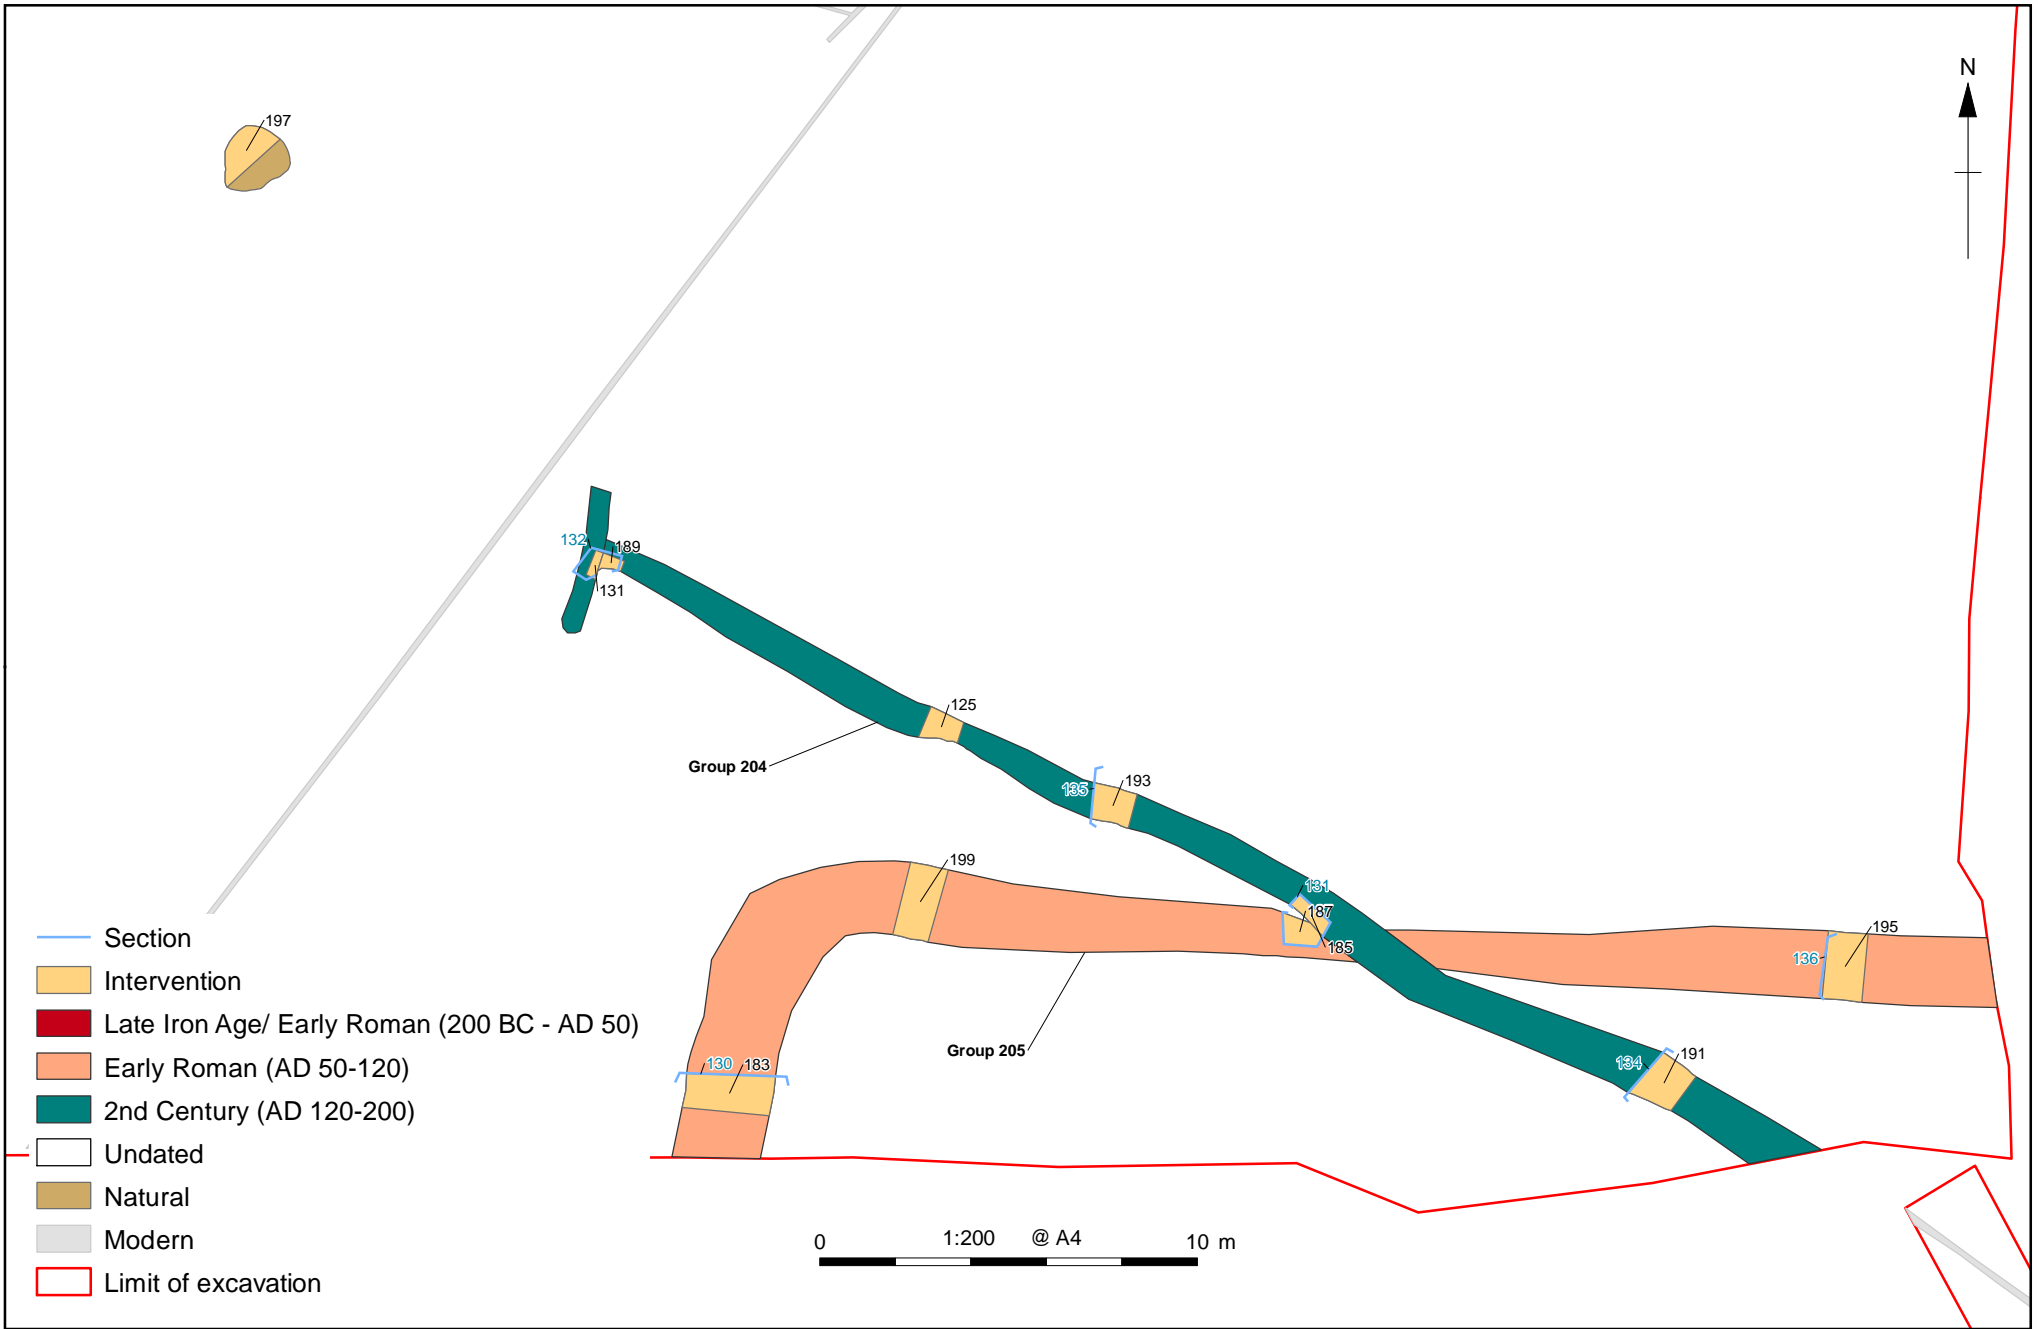 N
197
132
189
131
125
Group 204
193
135
199
131
187
185
195
136
Group 205
130
183
134
191
Section
Intervention
Late Iron Age/ Early Roman (200 BC - AD 50)
Early Roman (AD 50-120)
2nd Century (AD 120-200)
Undated
Natural
Modern
Limit of excavation
0 1:200 @ A4 10 m